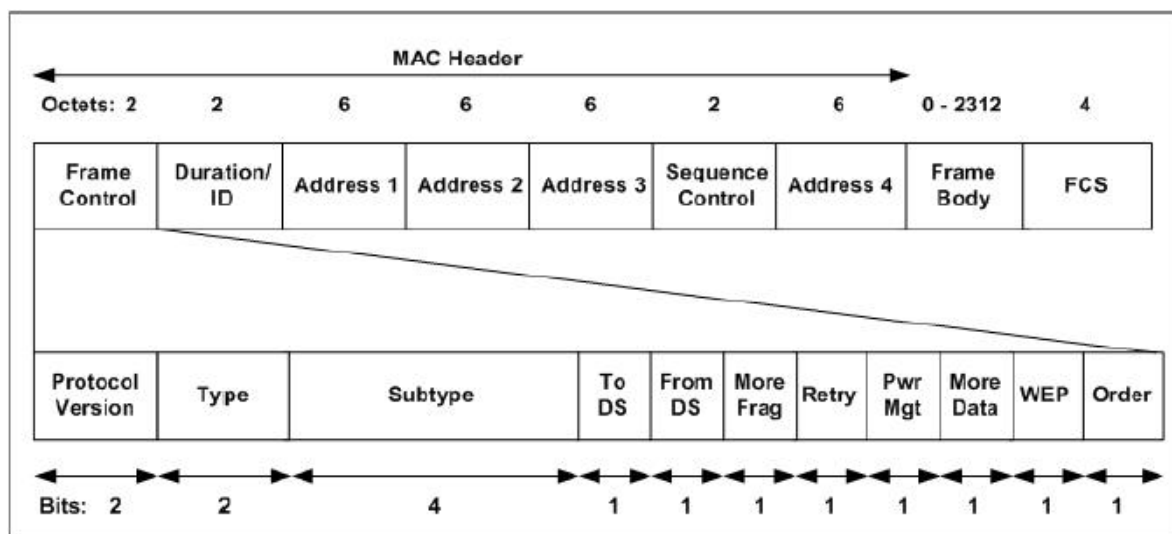 MAC Header
Octets: 2 2 6 6 6 2 6 0 - 2312 4
Frame Control
Duration/ ID
Address 1
Address 2
Address 3
Sequence Control
Address 4
Frame Body
FCS
Protocol Version
Type
Subtype
To DS
From DS
More Frag
Retry
Pwr Mgt
More Data
WEP
Order
Bits: 2 2 4 1 1 1 1 1 1 1 1